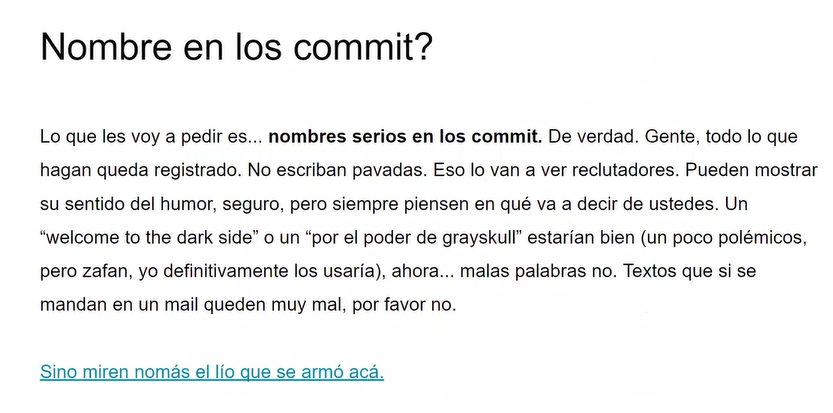 Nombre en los commit?
Lo que les voy a pedir es... nombres serios en los commit. De verdad. Gente, todo lo que
hagan queda registrado. No escriban pavadas. Eso lo van a ver reclutadores. Pueden mostrar
su sentido del humor, seguro, pero siempre piensen en qué va a decir de ustedes. Un
“welcome to the dark side” o un “por el poder de grayskull” estarían bien (un poco polémicos,
pero zafan, yo definitivamente los usaría), ahora... malas palabras no. Textos que si se
mandan en un mail queden muy mal, por favor no.
Sino miren nomás el lío que se armó acá.